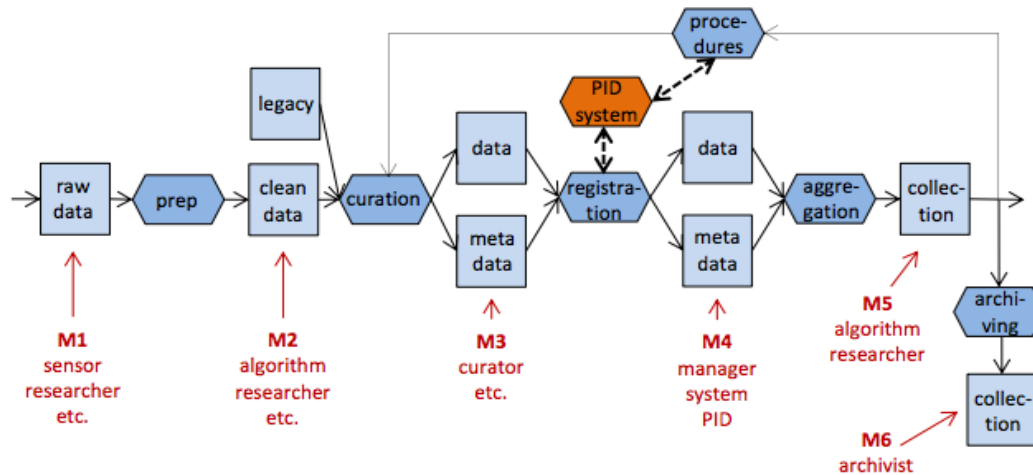 proce-
dures
PID
system
legacy
data
data
raw
data
prep
clean
data
curation
registra-
tion
aggre-
gation
collec-
tion
meta
data
meta
data
M1
sensor
researcher
etc.
M2
algorithm
researcher
etc.
M3
curator
etc.
M4
manager
system
PID
M5
algorithm
researcher
archi-
ving
collec-
tion
M6
archivist